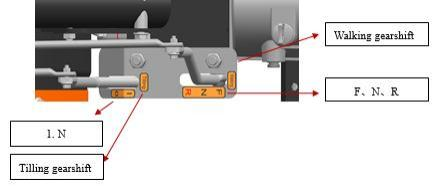 Walking gearshift
F、N、R
R N F
1. N
Tilling gearshift